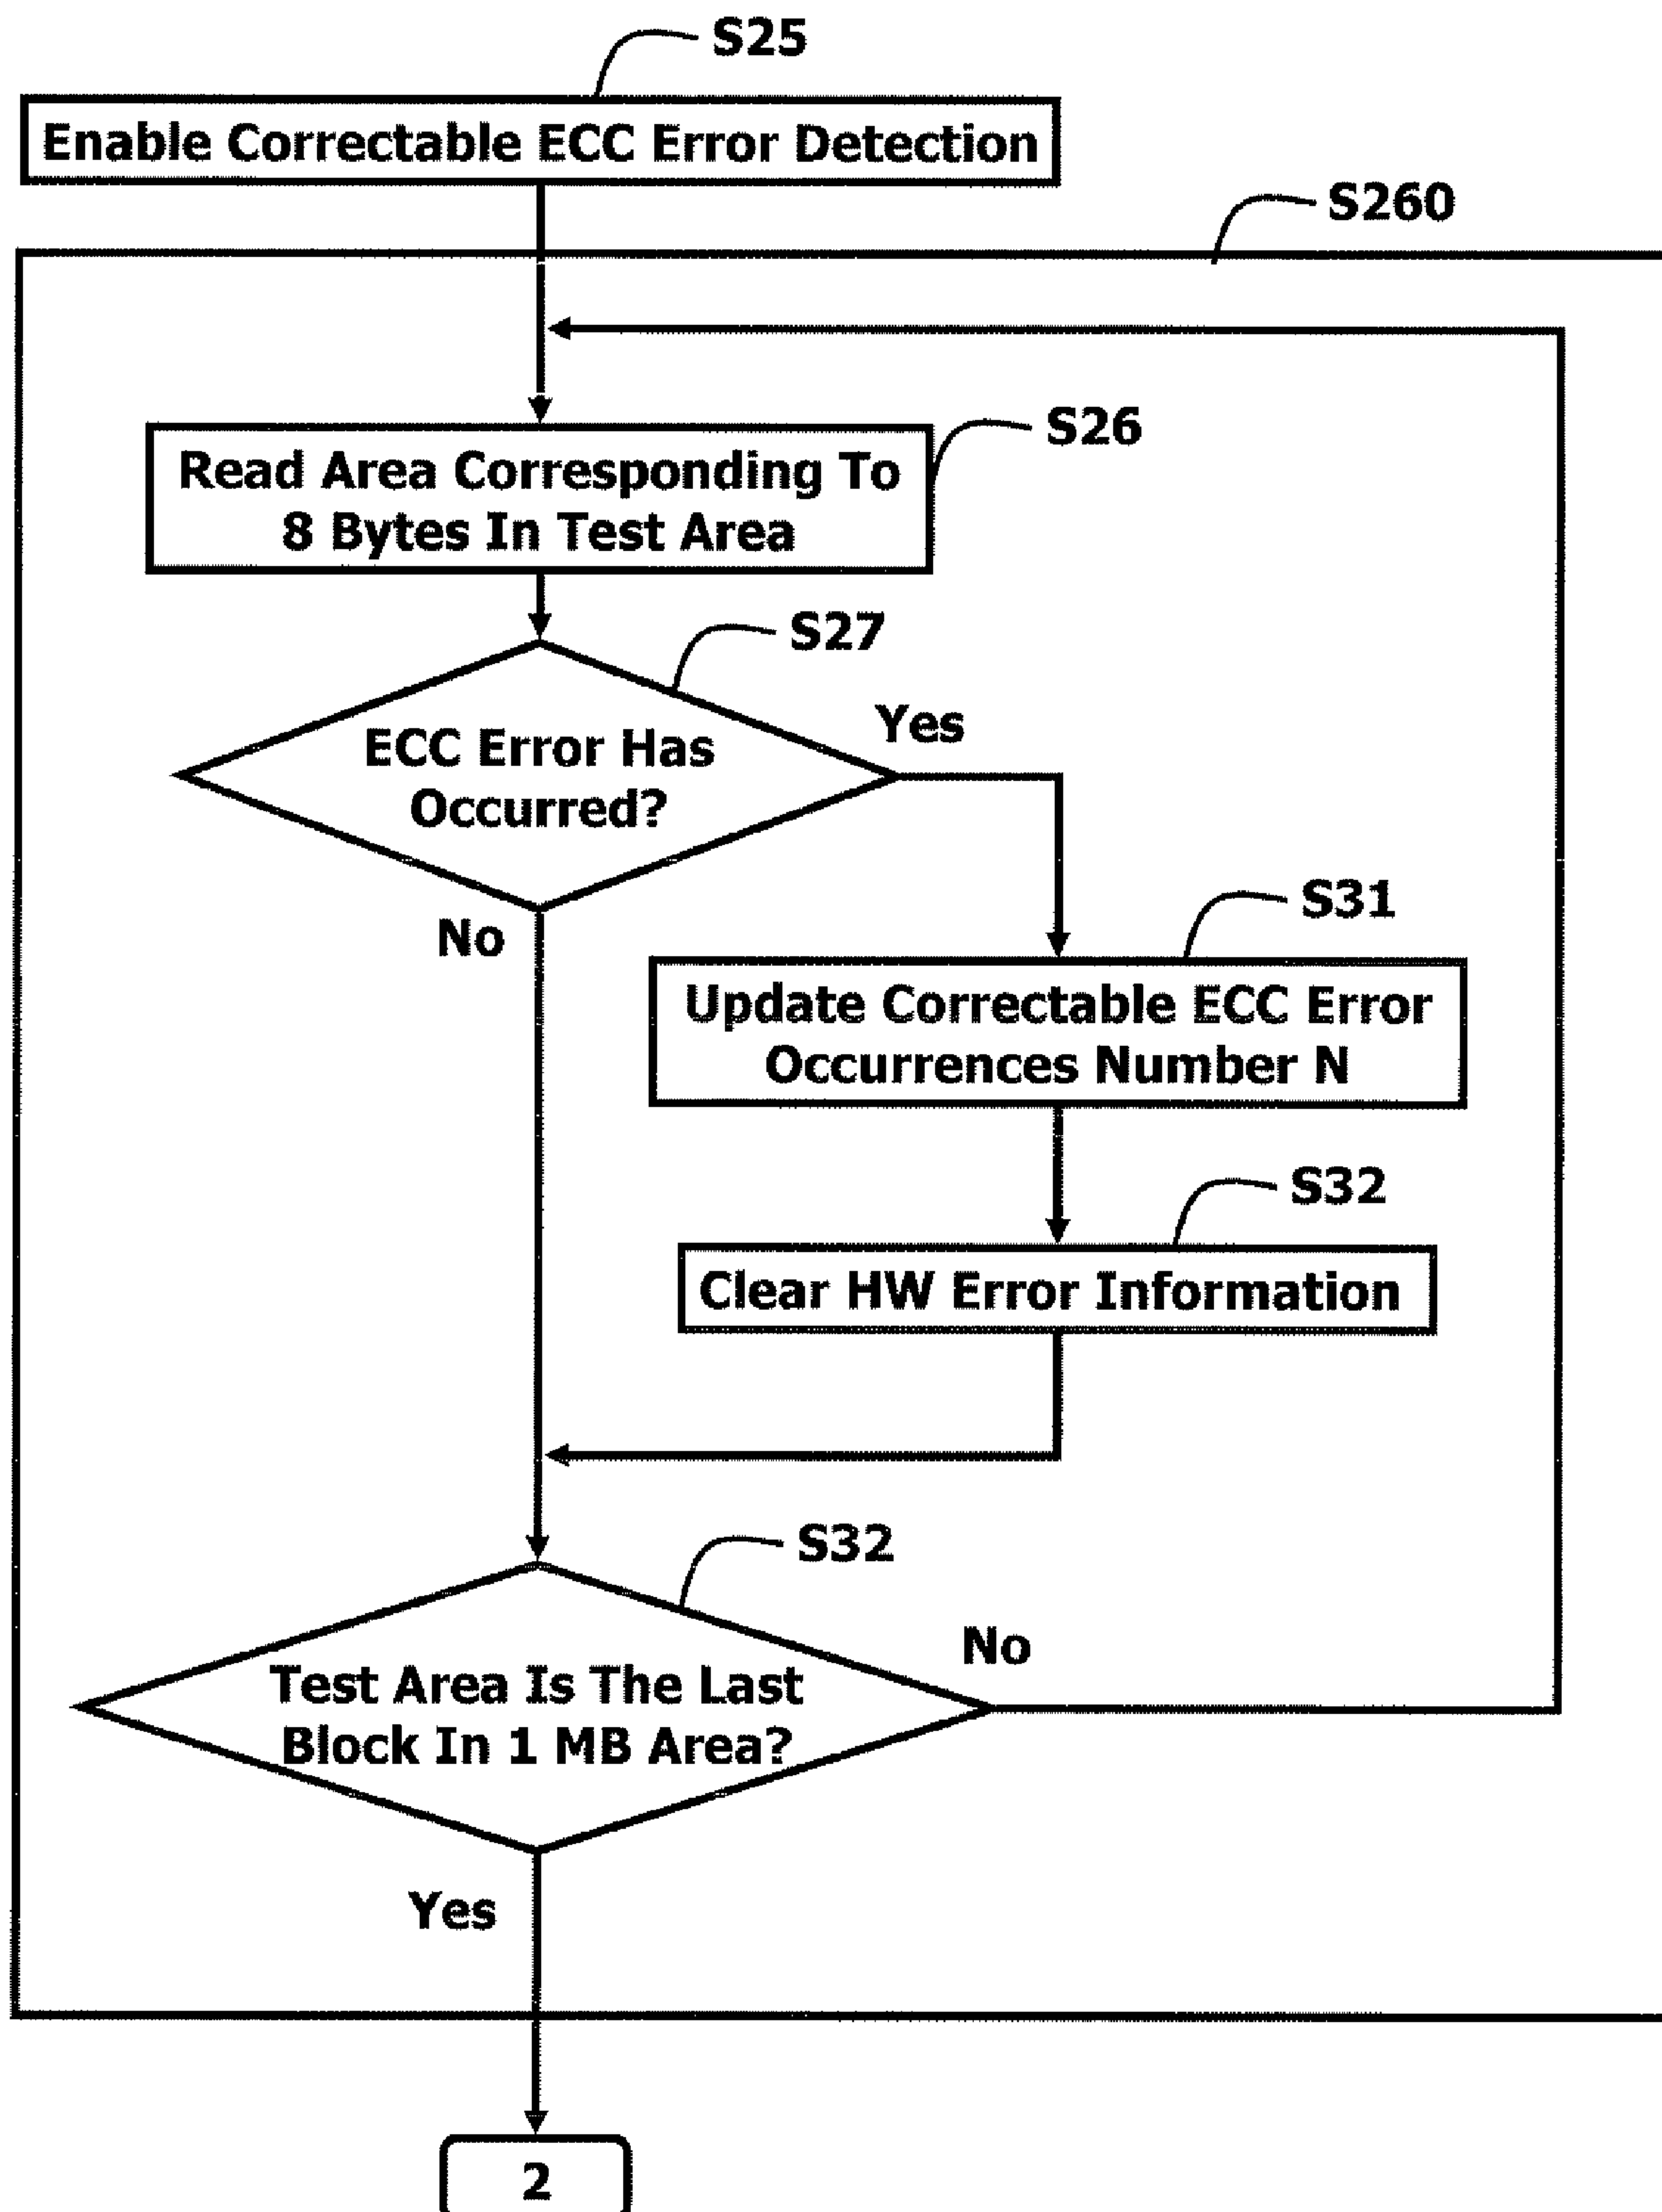 S25
Enable Correctable ECC Error Detection
S260
S26
Read Area Corresponding To
8 Bytes In Test Area
S27
ECC Error Has
Occurred?
Yes
No
S31
Update Correctable ECC Error
Occurrences Number N
S32
Clear HW Error Information
S32
Test Area Is The Last
Block In 1 MB Area?
No
Yes
2